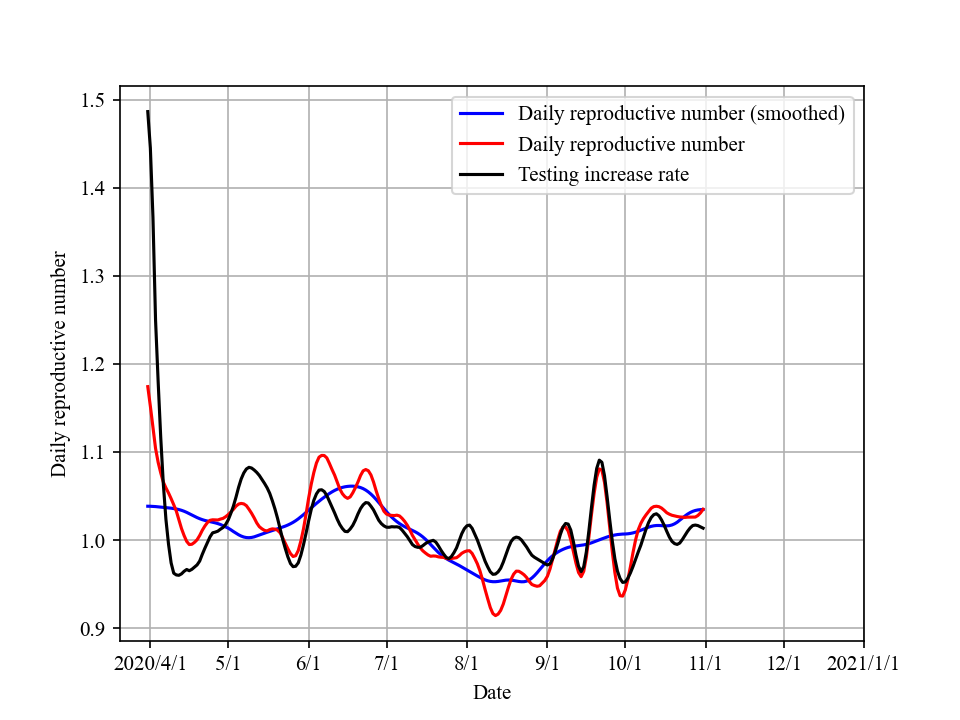 Daily reproductive number (smoothed)
Daily reproductive number
Testing increase rate
1.5
1.4
1.3
1.2
1.1
1.0
0.9
Daily reproductive number
2020/4/1 5/1 6/1 7/1 8/1 9/1 10/1 11/1 12/1 2021/1/1
Date